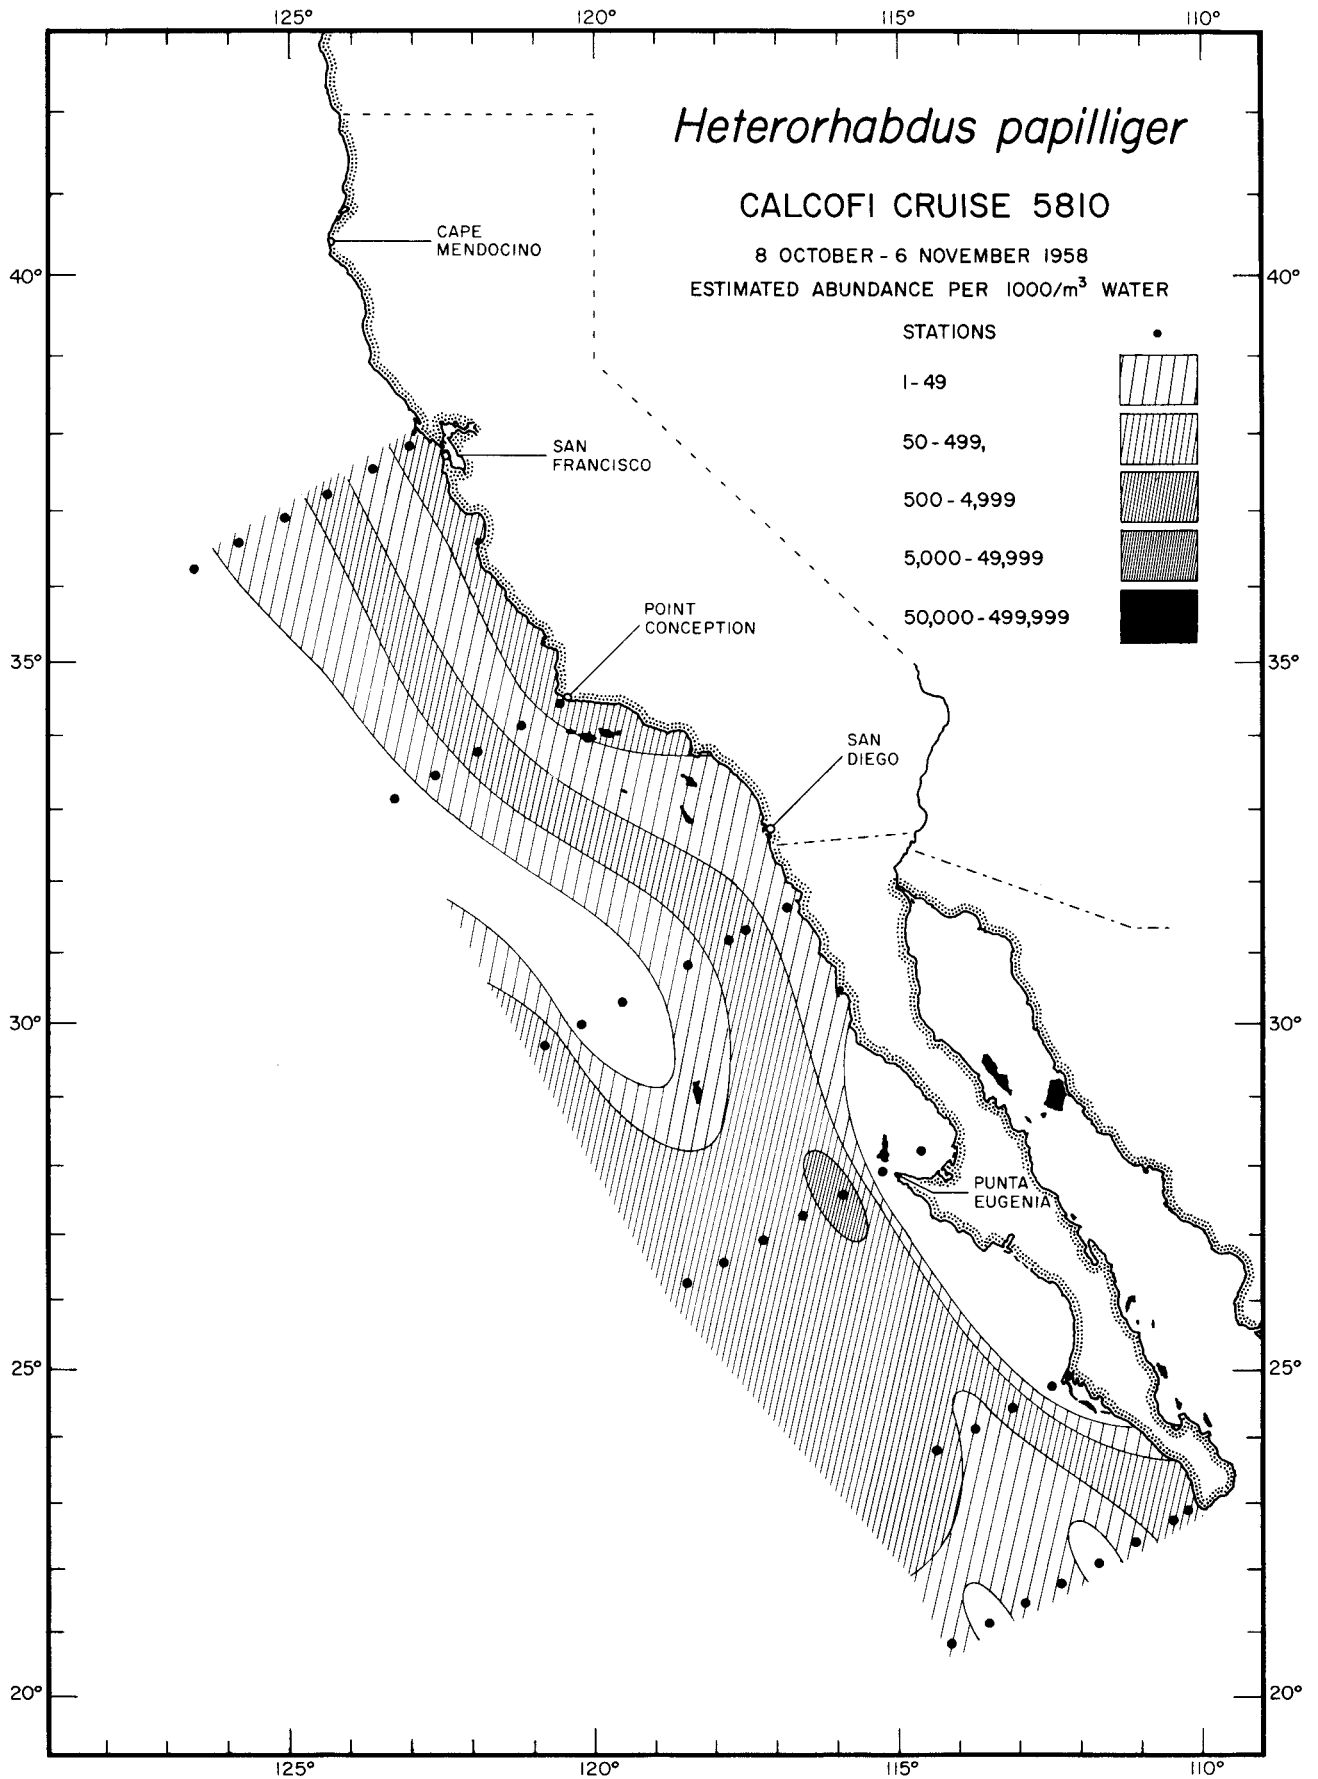 125° 120° 115° 110°
Heterorhabdus papilliger
CALCOFI CRUISE 5810
8 OCTOBER - 6 NOVEMBER 1958
ESTIMATED ABUNDANCE PER 1000/m³ WATER
STATIONS
1-49
50-499,
500-4,999
5,000-49,999
50,000-499,999
CAPE
MENDOCINO
40° 40°
SAN
FRANCISCO
POINT
CONCEPTION
35° 35°
SAN
DIEGO
30° 30°
PUNTA
EUGENIA
25° 25°
20° 20°
125° 120° 115° 110°